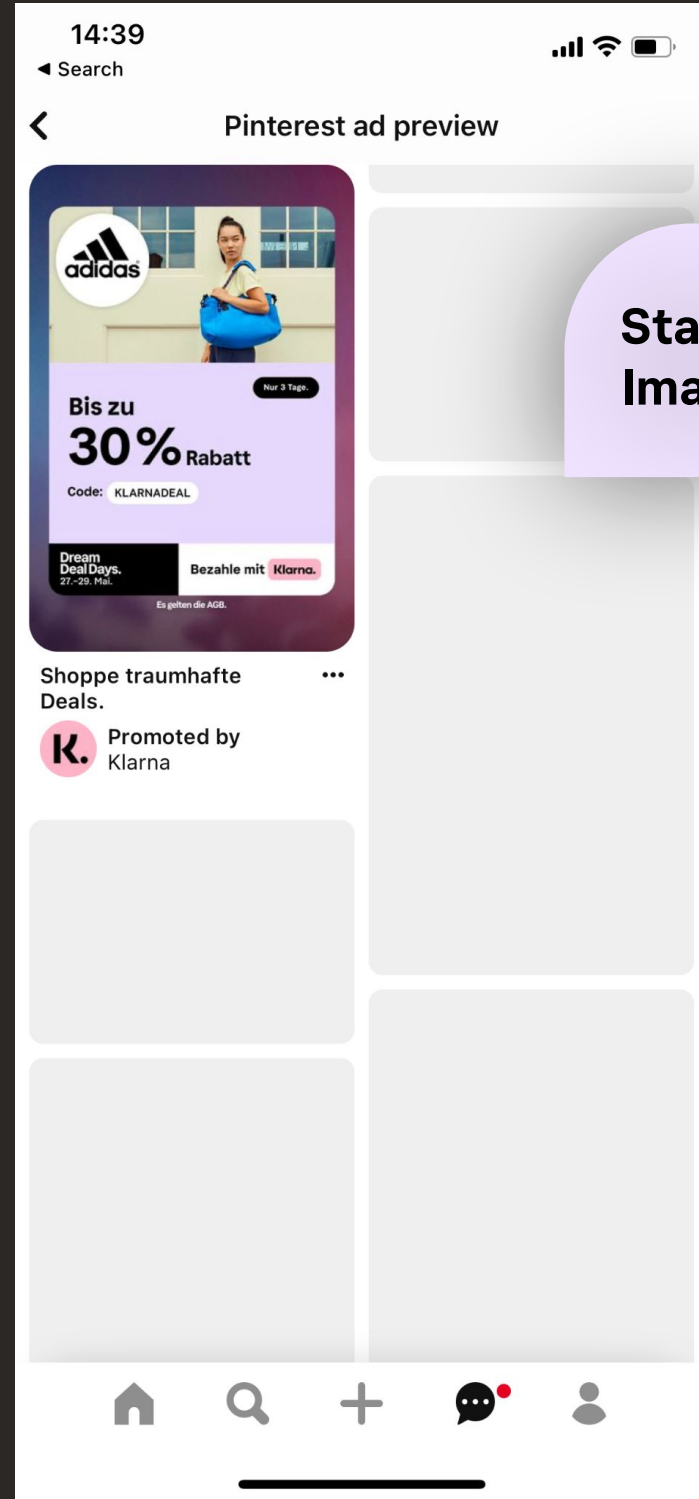 14:39
◀ Search
Pinterest ad preview
adidas
Nur 3 Tage.
Bis zu
30% Rabatt
Code: KLARNADEAL
Dream
Deal Days.
27.–29. Mai.
Bezahle mit Klarna.
Es gelten die AGB.
Shoppe traumhafte
Deals.
K.
Promoted by
Klarna
Sta
Ima